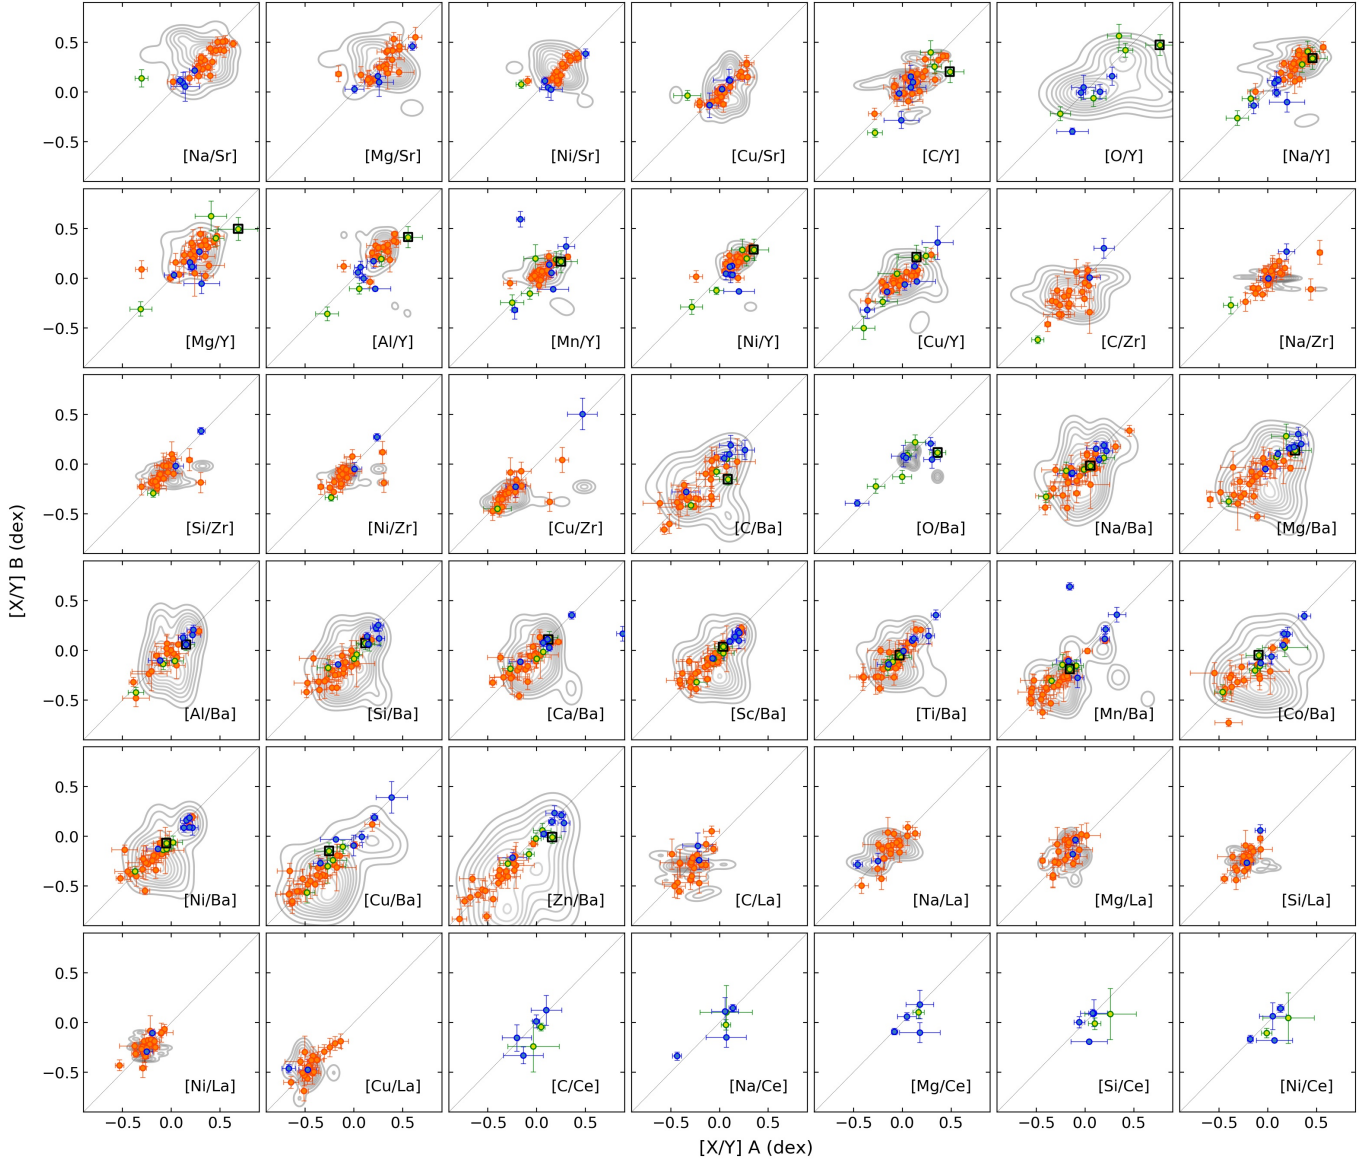 0.5
0.0
−0.5
[Na/Sr]
[Mg/Sr]
[Ni/Sr]
[Cu/Sr]
[C/Y]
[O/Y]
[Na/Y]
0.5
0.0
−0.5
[Mg/Y]
[Al/Y]
[Mn/Y]
[Ni/Y]
[Cu/Y]
[C/Zr]
[Na/Zr]
[X/Y] B (dex)
0.5
0.0
−0.5
[Si/Zr]
[Ni/Zr]
[Cu/Zr]
[C/Ba]
[O/Ba]
[Na/Ba]
[Mg/Ba]
0.5
0.0
−0.5
[Al/Ba]
[Si/Ba]
[Ca/Ba]
[Sc/Ba]
[Ti/Ba]
[Mn/Ba]
[Co/Ba]
0.5
0.0
−0.5
[Ni/Ba]
[Cu/Ba]
[Zn/Ba]
[C/La]
[Na/La]
[Mg/La]
[Si/La]
0.5
0.0
−0.5
[Ni/La]
[Cu/La]
[C/Ce]
[Na/Ce]
[Mg/Ce]
[Si/Ce]
[Ni/Ce]
−0.5 0.0 0.5 −0.5 0.0 0.5 −0.5 0.0 0.5 −0.5 0.0 0.5 −0.5 0.0 0.5 −0.5 0.0 0.5 −0.5 0.0 0.5
[X/Y] A (dex)